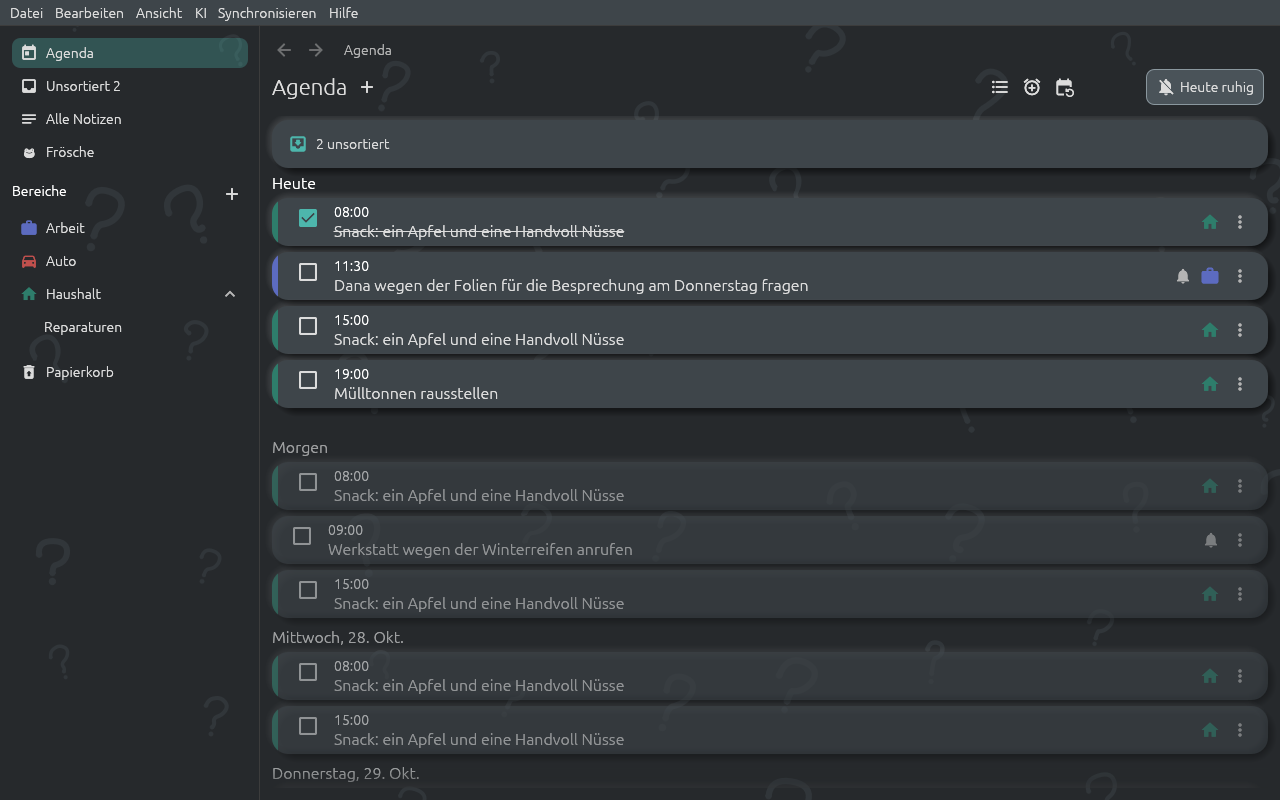 Datei Bearbeiten Ansicht KI Synchronisieren Hilfe
Agenda
Unsortiert 2
Alle Notizen
Frösche
Bereiche
Arbeit
Auto
Haushalt
Reparaturen
Papierkorb
Agenda
Agenda
Heute ruhig
2 unsortiert
Heute
08:00
Snack: ein Apfel und eine Handvoll Nüsse
11:30
Dana wegen der Folien für die Besprechung am Donnerstag fragen
15:00
Snack: ein Apfel und eine Handvoll Nüsse
19:00
Mülltonnen rausstellen
Morgen
08:00
Snack: ein Apfel und eine Handvoll Nüsse
09:00
Werkstatt wegen der Winterreifen anrufen
15:00
Snack: ein Apfel und eine Handvoll Nüsse
Mittwoch, 28. Okt.
08:00
Snack: ein Apfel und eine Handvoll Nüsse
15:00
Snack: ein Apfel und eine Handvoll Nüsse
Donnerstag, 29. Okt.